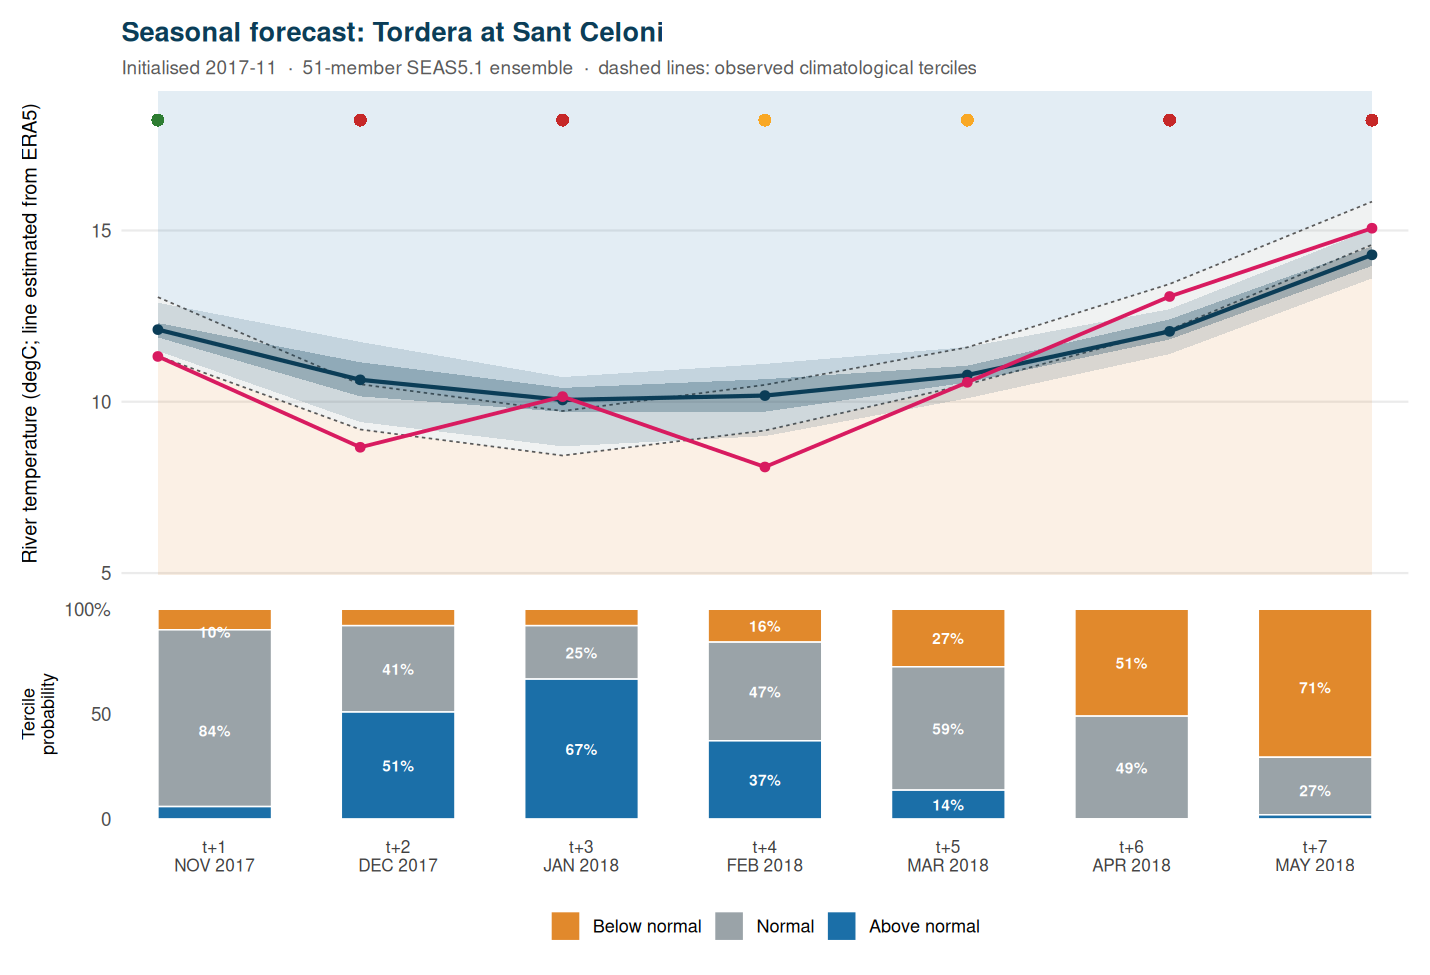 Seasonal forecast: Tordera at Sant Celoni
Initialised 2017-11 · 51-member SEAS5.1 ensemble · dashed lines: observed climatological terciles
River temperature (degC; line estimated from ERA5)
15
10
5
Tercile
probability
100%
50
0
10%
84%
41%
51%
25%
67%
16%
47%
37%
27%
59%
14%
51%
49%
71%
27%
t+1
NOV 2017
t+2
DEC 2017
t+3
JAN 2018
t+4
FEB 2018
t+5
MAR 2018
t+6
APR 2018
t+7
MAY 2018
Below normal
Normal
Above normal